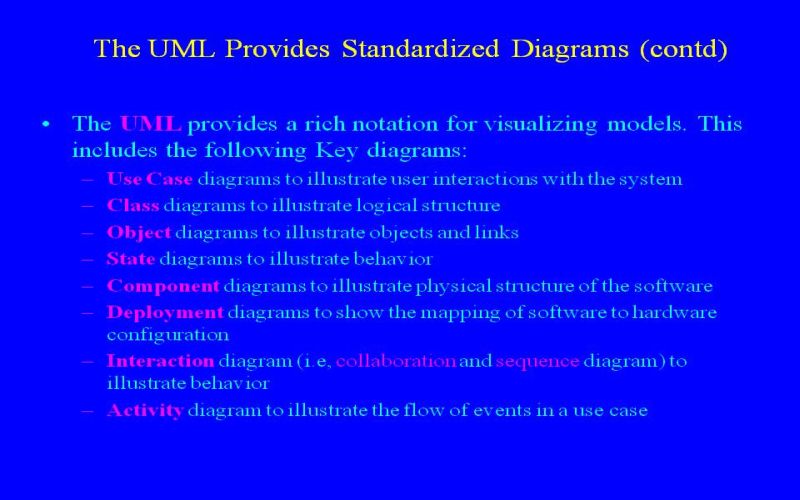 The UML Provides Standardized Diagrams (contd)
• The UML provides a rich notation for visualizing models. This
includes the following Key diagrams:
– Use Case diagrams to illustrate user interactions with the system
– Class diagrams to illustrate logical structure
– Object diagrams to illustrate objects and links
– State diagrams to illustrate behavior
– Component diagrams to illustrate physical structure of the software
– Deployment diagrams to show the mapping of software to hardware
configuration
– Interaction diagram (i.e, collaboration and sequence diagram) to
illustrate behavior
– Activity diagram to illustrate the flow of events in a use case